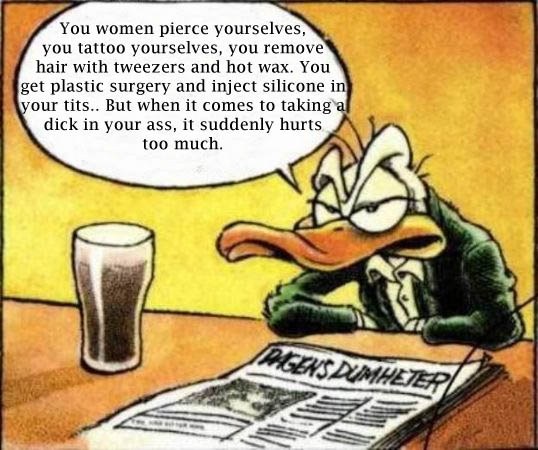 You women pierce yourselves,
you tattoo yourselves, you remove
hair with tweezers and hot wax. You
get plastic surgery and inject silicone in
your tits.. But when it comes to taking a
dick in your ass, it suddenly hurts
too much.
DAGENS DUMHETER